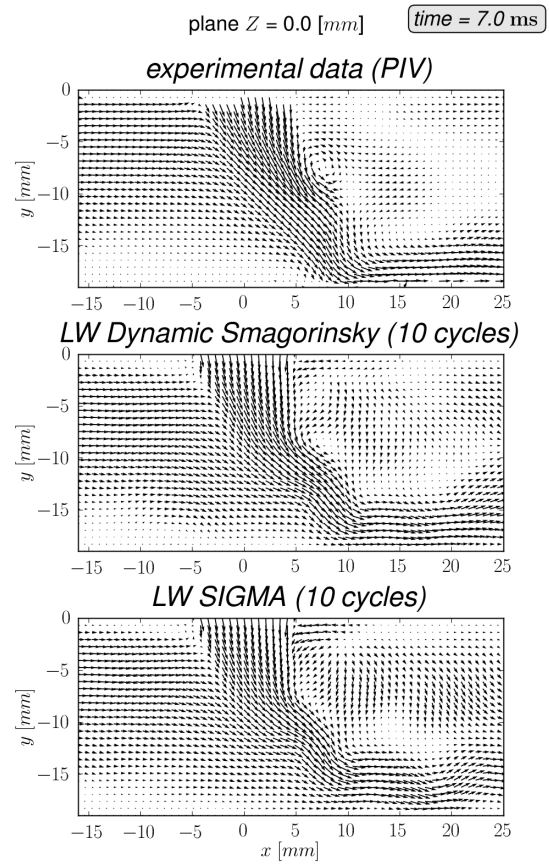 plane Z = 0.0 [mm]
time = 7.0 ms
experimental data (PIV)
0
−5
−10
−15
y [mm]
−15 −10 −5 0 5 10 15 20 25
LW Dynamic Smagorinsky (10 cycles)
0
−5
−10
−15
y [mm]
−15 −10 −5 0 5 10 15 20 25
LW SIGMA (10 cycles)
0
−5
−10
−15
y [mm]
−15 −10 −5 0 5 10 15 20 25
x [mm]